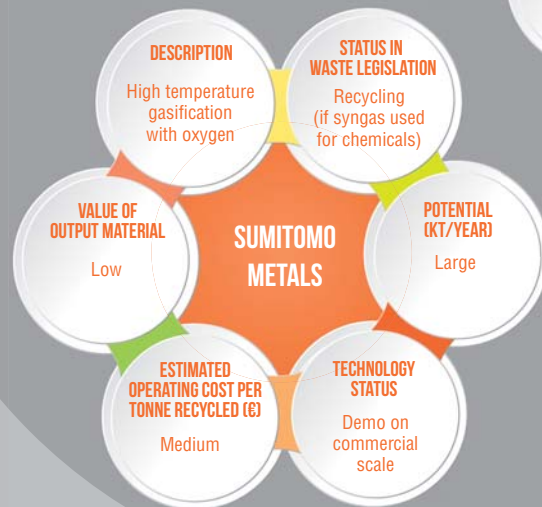 DESCRIPTION
High temperature
gasification
with oxygen
STATUS IN
WASTE LEGISLATION
Recycling
(if syngas used
for chemicals)
VALUE OF
OUTPUT MATERIAL
Low
SUMITOMO
METALS
POTENTIAL
(KT/YEAR)
Large
ESTIMATED
OPERATING COST PER
TONNE RECYCLED (€)
Medium
TECHNOLOGY
STATUS
Demo on
commercial
scale